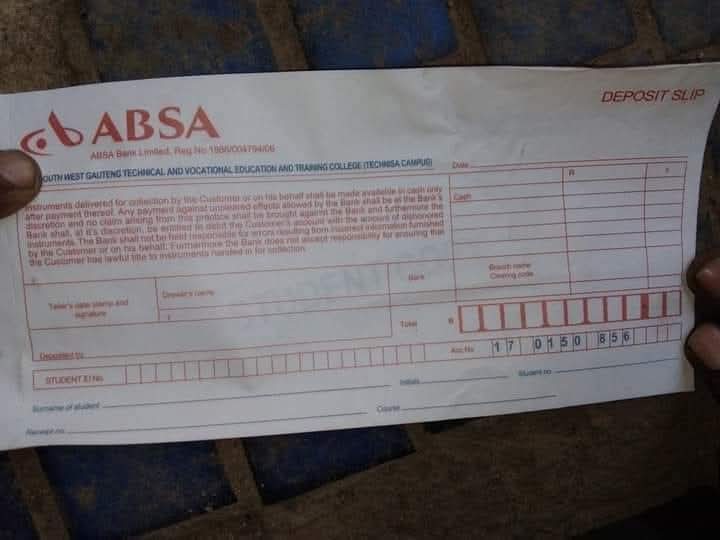 ABSA
DEPOSIT SLIP
ABSA Bank Limited, Reg No 1986/004794/06
OUTH WEST GAUTENG TECHNICAL AND VOCATIONAL EDUCATION AND TRAINING COLLEGE (TECHNISA CAMPUS)
Date
R
instruments delivered for collection by the Customer or on his behalf shall be made available in cash only
after payment thereof. Any payment against uncleared effects allowed by the Bank shall be at the Bank's
discretion and no claim arising from this practice shall be brought against the Bank and furthermore the
Bank shall, at it's discretion, be entitled to debit the Customer's account with the amount of dishonored
instruments. The Bank shall not be held responsible for errors resulting from incorrect information furnished
by the Customer or on his behalf. Furthermore the Bank does not accept responsibility for ensuring that
the Customer has lawful title to instruments handed in for collection.
Cash
Teller's date stamp and
signature
Drawer's name
Bank
Branch name
Clearing code
Total R
Deposited by
Acc No 17 0150 856
STUDENT ID No
Surname of student
Initials
Student no
Receipt no
Course